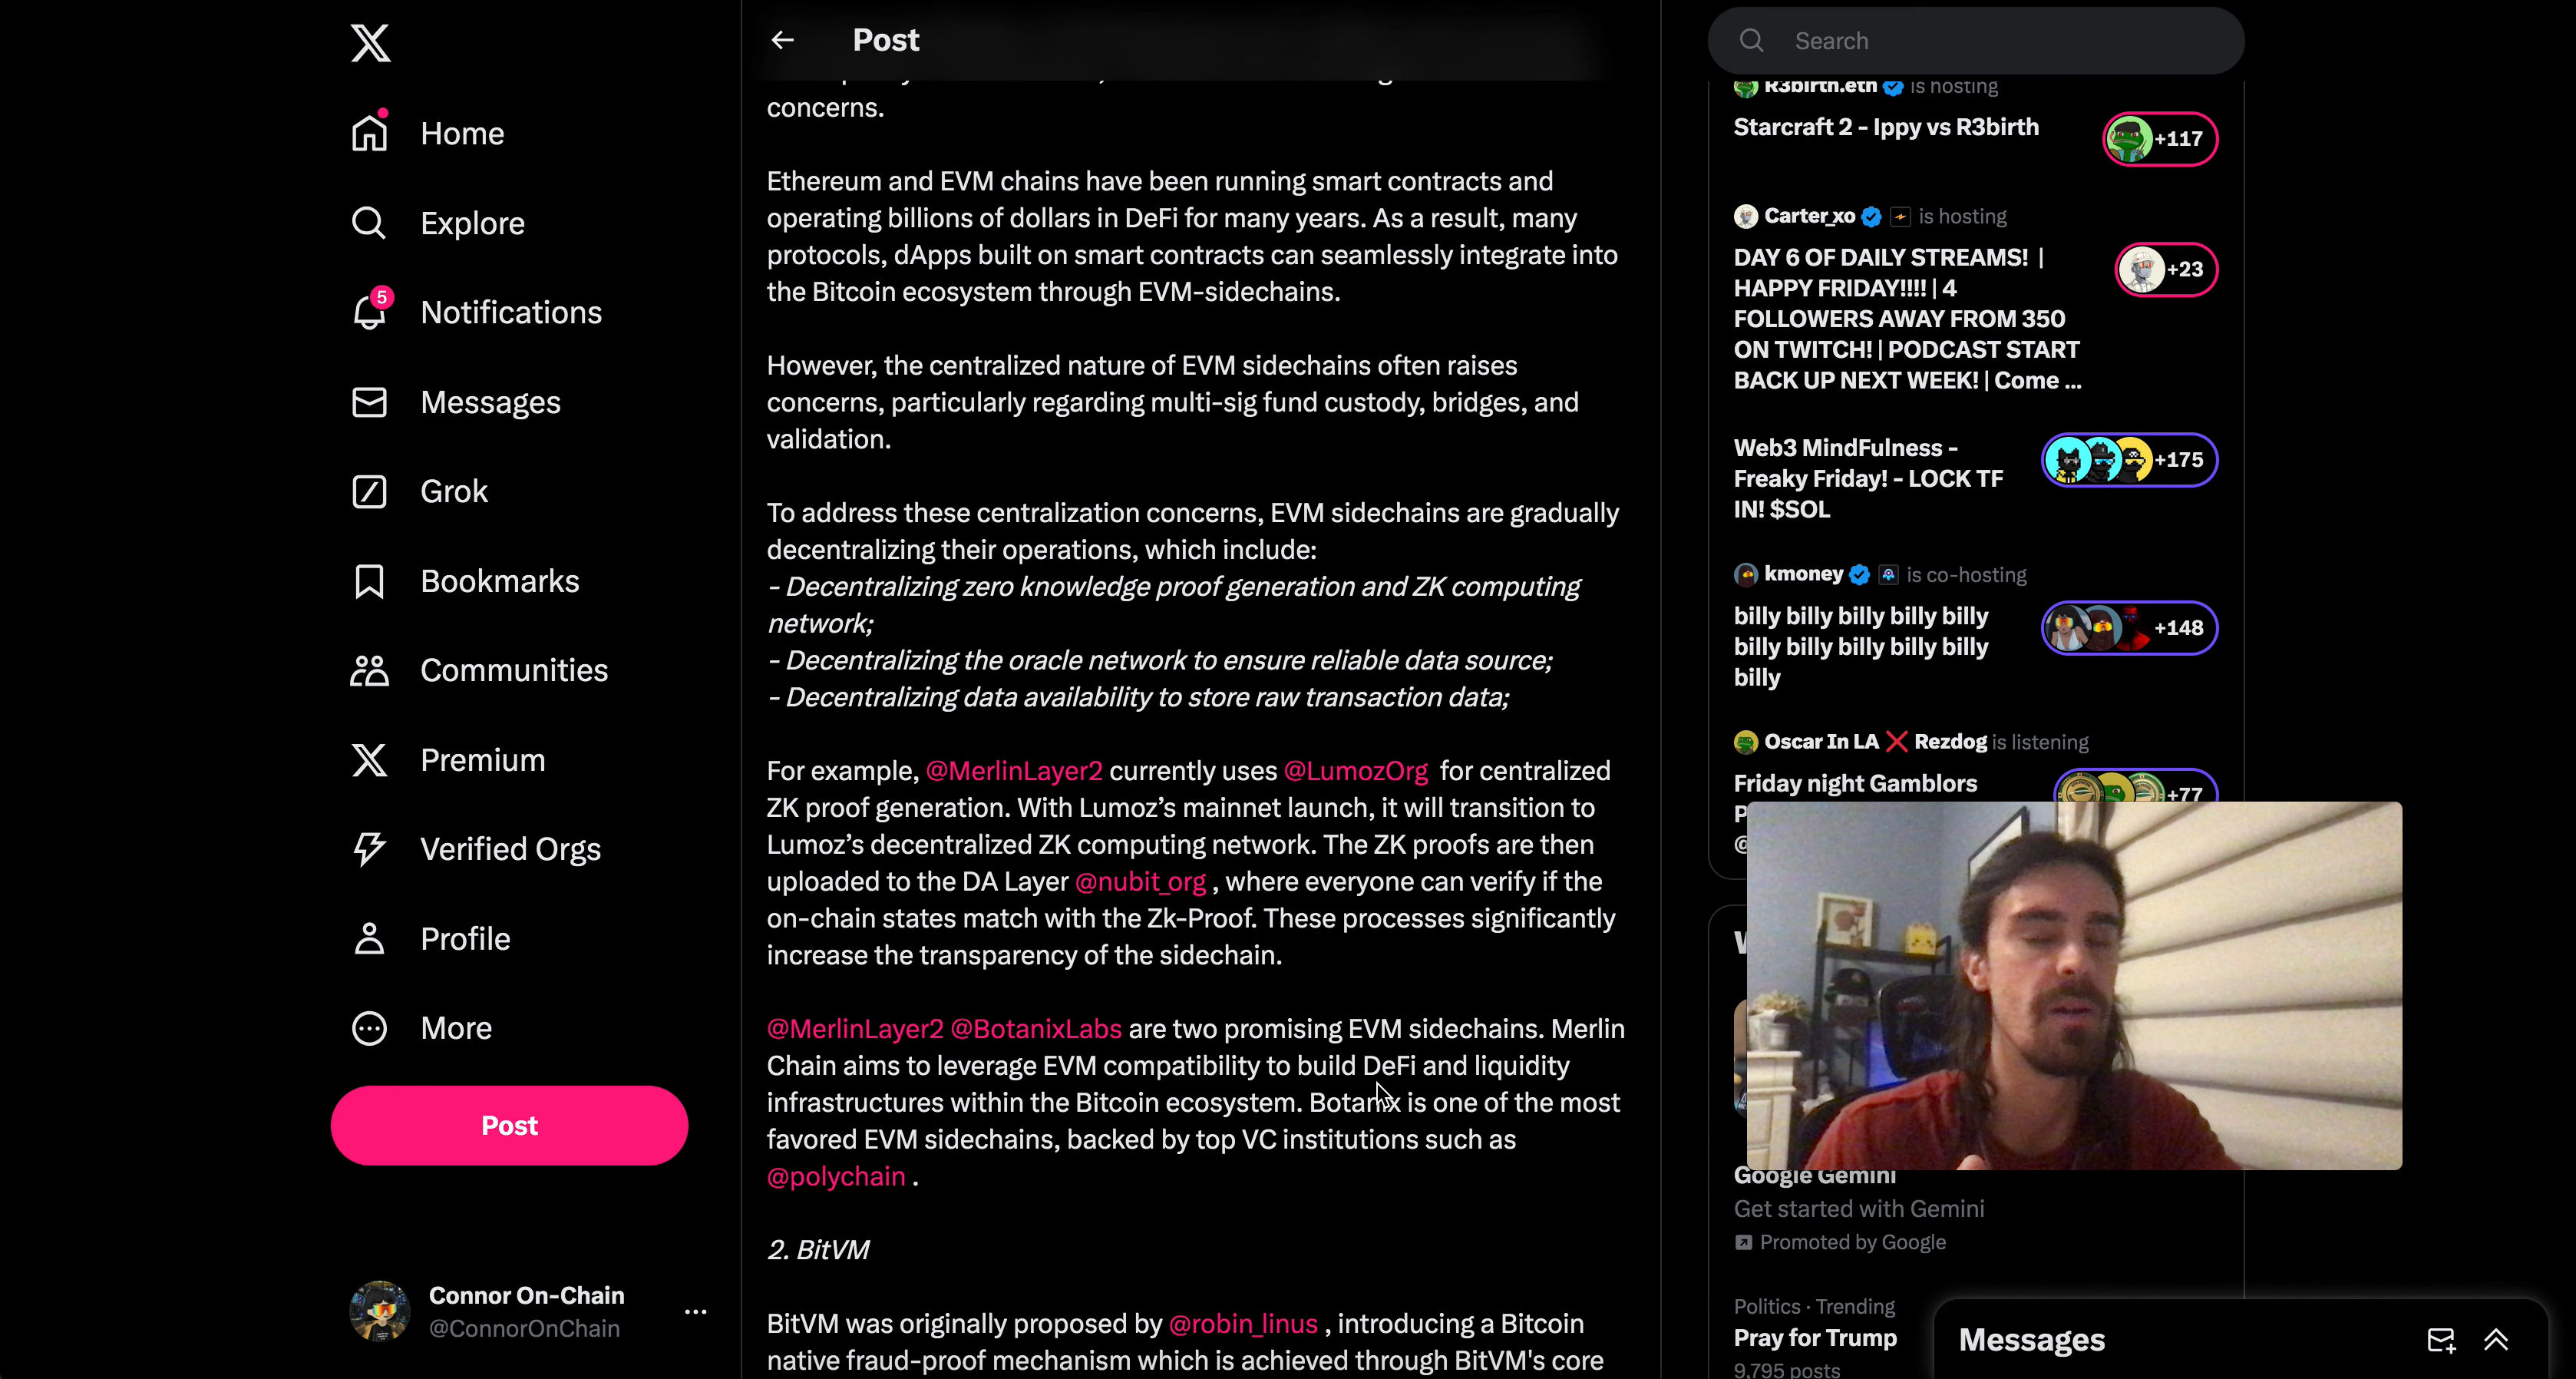 Home
Explore
5
Notifications
Messages
Grok
Bookmarks
Communities
Premium
Verified Orgs
Profile
More
Post
Connor On-Chain
@ConnorOnChain
Post
concerns.
Ethereum and EVM chains have been running smart contracts and
operating billions of dollars in DeFi for many years. As a result, many
protocols, dApps built on smart contracts can seamlessly integrate into
the Bitcoin ecosystem through EVM-sidechains.
However, the centralized nature of EVM sidechains often raises
concerns, particularly regarding multi-sig fund custody, bridges, and
validation.
To address these centralization concerns, EVM sidechains are gradually
decentralizing their operations, which include:
- Decentralizing zero knowledge proof generation and ZK computing
network;
- Decentralizing the oracle network to ensure reliable data source;
- Decentralizing data availability to store raw transaction data;
For example, @MerlinLayer2 currently uses @LumozOrg for centralized
ZK proof generation. With Lumoz’s mainnet launch, it will transition to
Lumoz’s decentralized ZK computing network. The ZK proofs are then
uploaded to the DA Layer @nubit_org , where everyone can verify if the
on-chain states match with the Zk-Proof. These processes significantly
increase the transparency of the sidechain.
@MerlinLayer2 @BotanixLabs are two promising EVM sidechains. Merlin
Chain aims to leverage EVM compatibility to build DeFi and liquidity
infrastructures within the Bitcoin ecosystem. Botanix is one of the most
favored EVM sidechains, backed by top VC institutions such as
@polychain .
2. BitVM
BitVM was originally proposed by @robin_linus , introducing a Bitcoin
native fraud-proof mechanism which is achieved through BitVM's core
Search
R3birth.eth is hosting
Starcraft 2 - Ippy vs R3birth
+117
Carter_xo is hosting
DAY 6 OF DAILY STREAMS! |
HAPPY FRIDAY!!!! | 4
FOLLOWERS AWAY FROM 350
ON TWITCH! | PODCAST START
BACK UP NEXT WEEK! | Come ...
+23
Web3 MindFulness -
Freaky Friday! - LOCK TF
IN! $SOL
+175
kmoney is co-hosting
billy billy billy billy billy
billy billy billy billy billy
billy
+148
Oscar In LA ❌ Rezdog is listening
Friday night Gamblors
+77
P
@
Google Gemini
Get started with Gemini
Promoted by Google
Politics · Trending
Pray for Trump
9,795 posts
Messages